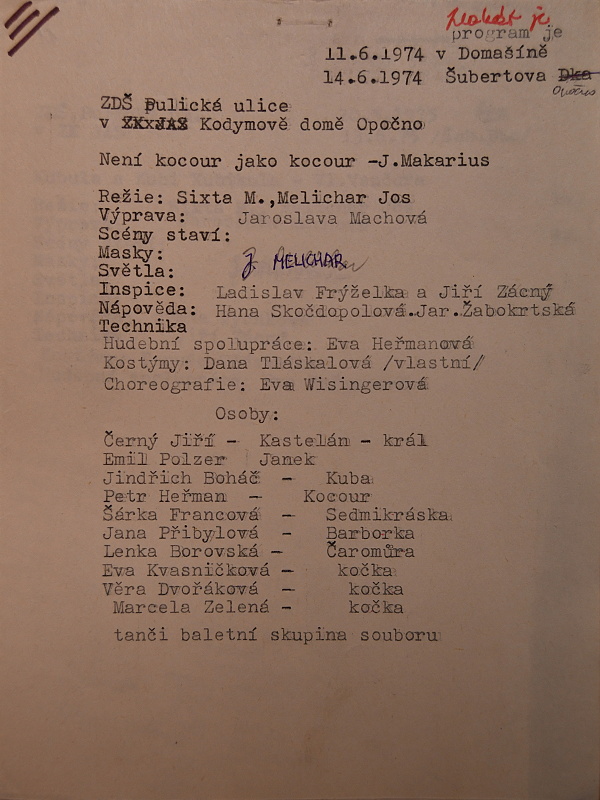 program je
11.6.1974 v Domašíně
14.6.1974 Šubertova Dka
Opočno
ZDŠ Pulická ulice
v ZKxJAZ Kodymově domě Opočno
Není kocour jako kocour -J.Makarius
Režie: Sixta M.,Melichar Jos
Výprava: Jaroslava Machová
Scény staví:
Masky: J. MELICHAR
Světla:
Inspice: Ladislav Frýželka a Jiří Zácný
Nápověda: Hana Skočdopolová.Jar.Žabokrtská
Technika
Hudební spolupráce: Eva Heřmanová
Kostýmy: Dana Tláskalová /vlastní/
Choreografie: Eva Wisingerová
Osoby:
Černý Jiří - Kastelán - král
Emil Polzer Janek
Jindřich Boháč - Kuba
Petr Heřman - Kocour
Šárka Francová - Sedmikráska
Jana Přibylová - Barborka
Lenka Borovská - Čaromůra
Eva Kvasničková - kočka
Věra Dvořáková - kočka
Marcela Zelená - kočka
tanči baletní skupina souboru